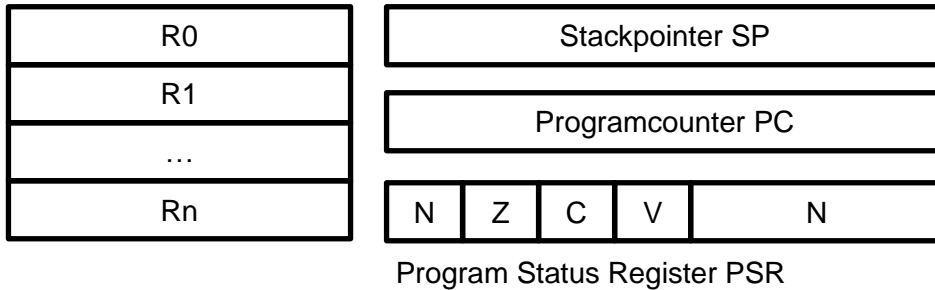 R0
R1
…
Rn
Stackpointer SP
Programcounter PC
N Z C V N
Program Status Register PSR